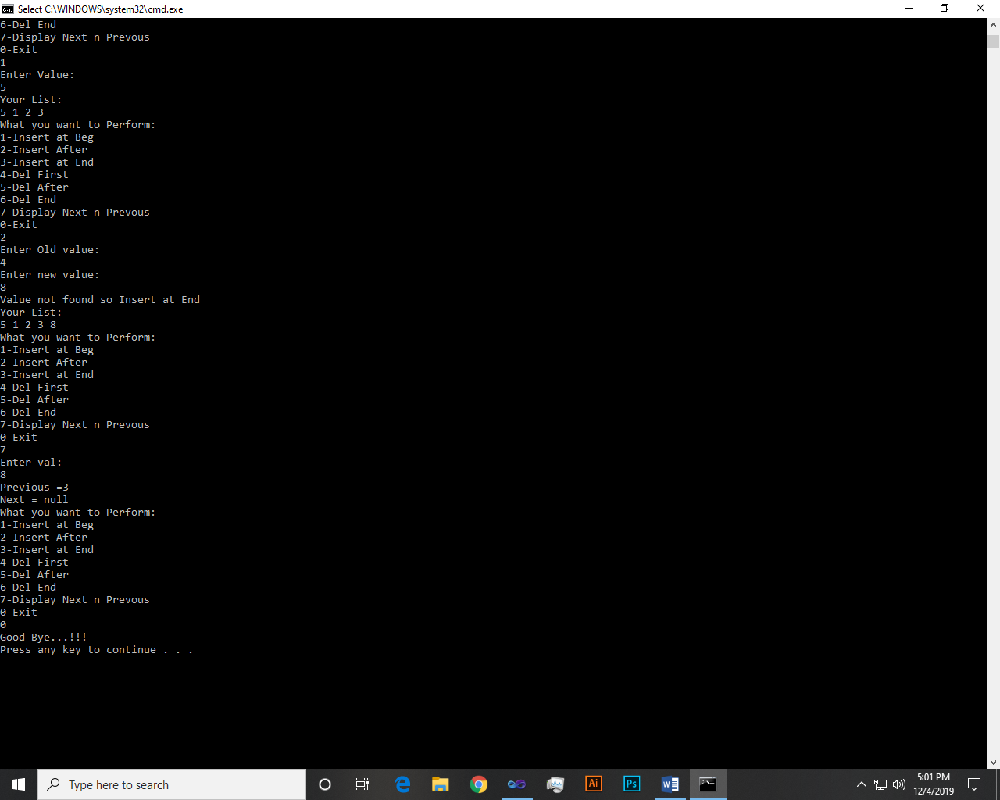 Select C:\WINDOWS\system32\cmd.exe
6-Del End
7-Display Next n Prevous
0-Exit
1
Enter Value:
5
Your List:
5 1 2 3
What you want to Perform:
1-Insert at Beg
2-Insert After
3-Insert at End
4-Del First
5-Del After
6-Del End
7-Display Next n Prevous
0-Exit
2
Enter Old value:
4
Enter new value:
8
Value not found so Insert at End
Your List:
5 1 2 3 8
What you want to Perform:
1-Insert at Beg
2-Insert After
3-Insert at End
4-Del First
5-Del After
6-Del End
7-Display Next n Prevous
0-Exit
7
Enter val:
8
Previous =3
Next = null
What you want to Perform:
1-Insert at Beg
2-Insert After
3-Insert at End
4-Del First
5-Del After
6-Del End
7-Display Next n Prevous
0-Exit
0
Good Bye...!!!
Press any key to continue . . .
Type here to search
Ai
Ps
5:01 PM
12/4/2019